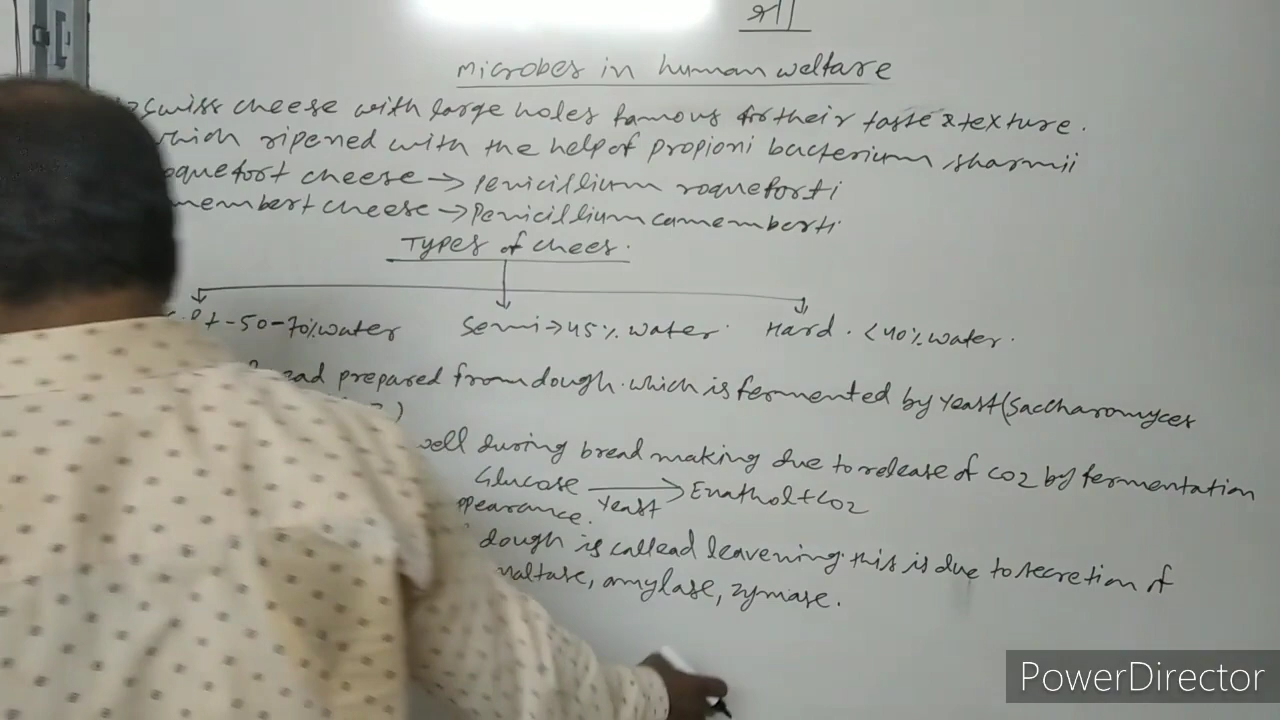 Microbes in human weltare
Swiss cheese with large holes famous for their taste & texture.
which ripened with the help of propioni bacterium sharmii
oquefort cheese → Penicillium roqueforti
membert cheese → Penicillium camemberti
Types of chees.
t - 50-70% water Semi → 45% water. Hard. < 40% water.
ead prepared from dough. which is fermented by yeast (Saccharomyces
)
well during bread making due to release of CO2 by fermentation
Glucose → Enathol + CO2
ppearance. Yeast
dough is callead leavening. this is due to secretion of
maltase, amylase, zymase.
PowerDirector